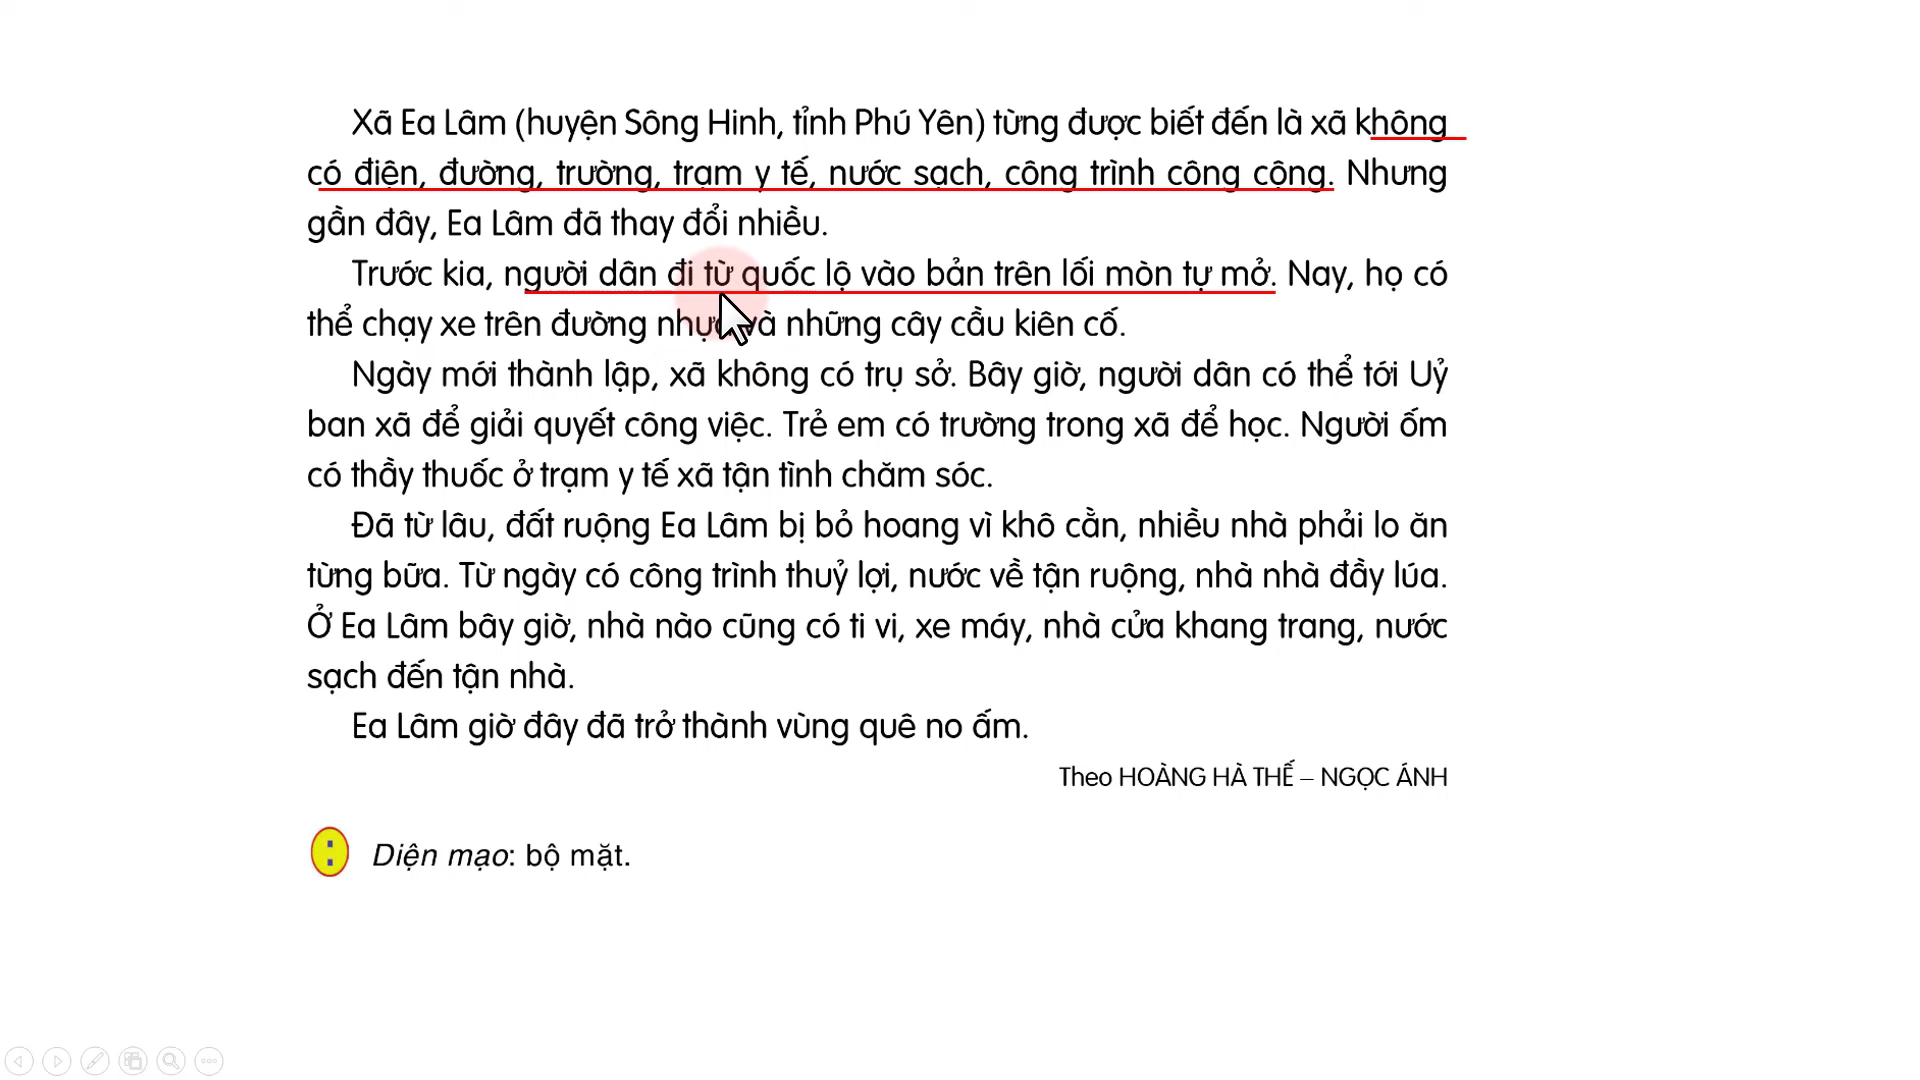 Xã Ea Lâm (huyện Sông Hinh, tỉnh Phú Yên) từng được biết đến là xã không
có điện, đường, trường, trạm y tế, nước sạch, công trình công cộng. Nhưng
gần đây, Ea Lâm đã thay đổi nhiều.
Trước kia, người dân đi từ quốc lộ vào bản trên lối mòn tự mở. Nay, họ có
thể chạy xe trên đường nhựa và những cây cầu kiên cố.
Ngày mới thành lập, xã không có trụ sở. Bây giờ, người dân có thể tới Uỷ
ban xã để giải quyết công việc. Trẻ em có trường trong xã để học. Người ốm
có thầy thuốc ở trạm y tế xã tận tình chăm sóc.
Đã từ lâu, đất ruộng Ea Lâm bị bỏ hoang vì khô cằn, nhiều nhà phải lo ăn
từng bữa. Từ ngày có công trình thuỷ lợi, nước về tận ruộng, nhà nhà đầy lúa.
Ở Ea Lâm bây giờ, nhà nào cũng có ti vi, xe máy, nhà cửa khang trang, nước
sạch đến tận nhà.
Ea Lâm giờ đây đã trở thành vùng quê no ấm.
Theo HOÀNG HÀ THẾ – NGỌC ÁNH
: Diện mạo: bộ mặt.